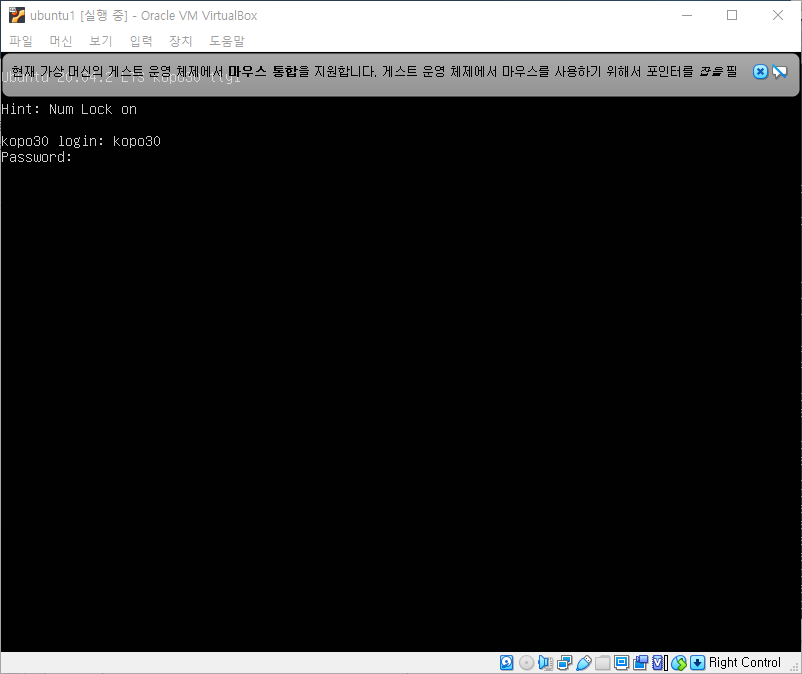 ubuntu1 [실행 중] - Oracle VM VirtualBox
파일 머신 보기 입력 장치 도움말
현재 가상 머신의 게스트 운영 체제에서 마우스 통합을 지원합니다. 게스트 운영 체제에서 마우스를 사용하기 위해서 포인터를 잡을 필
Ubuntu 20.04.2 LTS kopo30 tty1
Hint: Num Lock on
kopo30 login: kopo30
Password:
Right Control